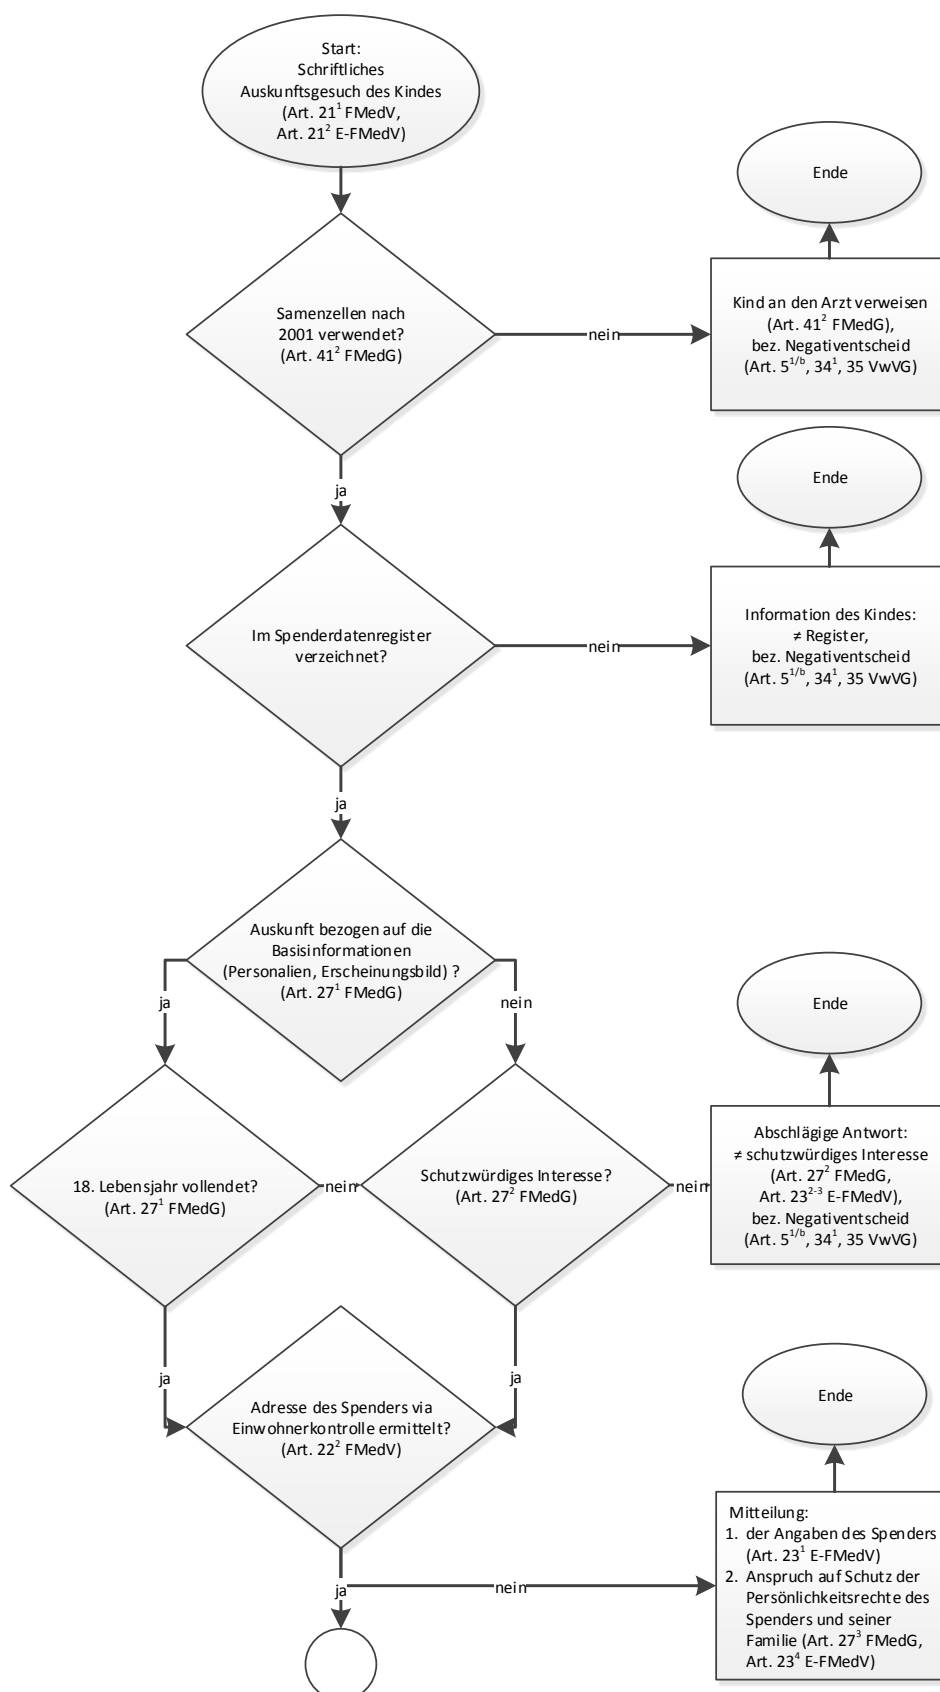 Start:
Schriftliches
Auskunftsgesuch des Kindes
(Art. 21¹ FMedV,
Art. 21² E-FMedV)
Ende
Samenzellen nach
2001 verwendet?
(Art. 41² FMedG)
nein
Kind an den Arzt verweisen
(Art. 41² FMedG),
bez. Negativentscheid
(Art. 5¹ᐟᵇ, 34¹, 35 VwVG)
ja
Ende
Im Spenderdatenregister
verzeichnet?
nein
Information des Kindes:
≠ Register,
bez. Negativentscheid
(Art. 5¹ᐟᵇ, 34¹, 35 VwVG)
ja
Auskunft bezogen auf die
Basisinformationen
(Personalien, Erscheinungsbild) ?
(Art. 27¹ FMedG)
ja
nein
Ende
18. Lebensjahr vollendet?
(Art. 27¹ FMedG)
nein
Schutzwürdiges Interesse?
(Art. 27² FMedG)
nein
Abschlägige Antwort:
≠ schutzwürdiges Interesse
(Art. 27² FMedG,
Art. 23²⁻³ E-FMedV),
bez. Negativentscheid
(Art. 5¹ᐟᵇ, 34¹, 35 VwVG)
ja
ja
Adresse des Spenders via
Einwohnerkontrolle ermittelt?
(Art. 22² FMedV)
Ende
ja
nein
Mitteilung:
1. der Angaben des Spenders
(Art. 23¹ E-FMedV)
2. Anspruch auf Schutz der
Persönlichkeitsrechte des
Spenders und seiner
Familie (Art. 27³ FMedG,
Art. 23⁴ E-FMedV)